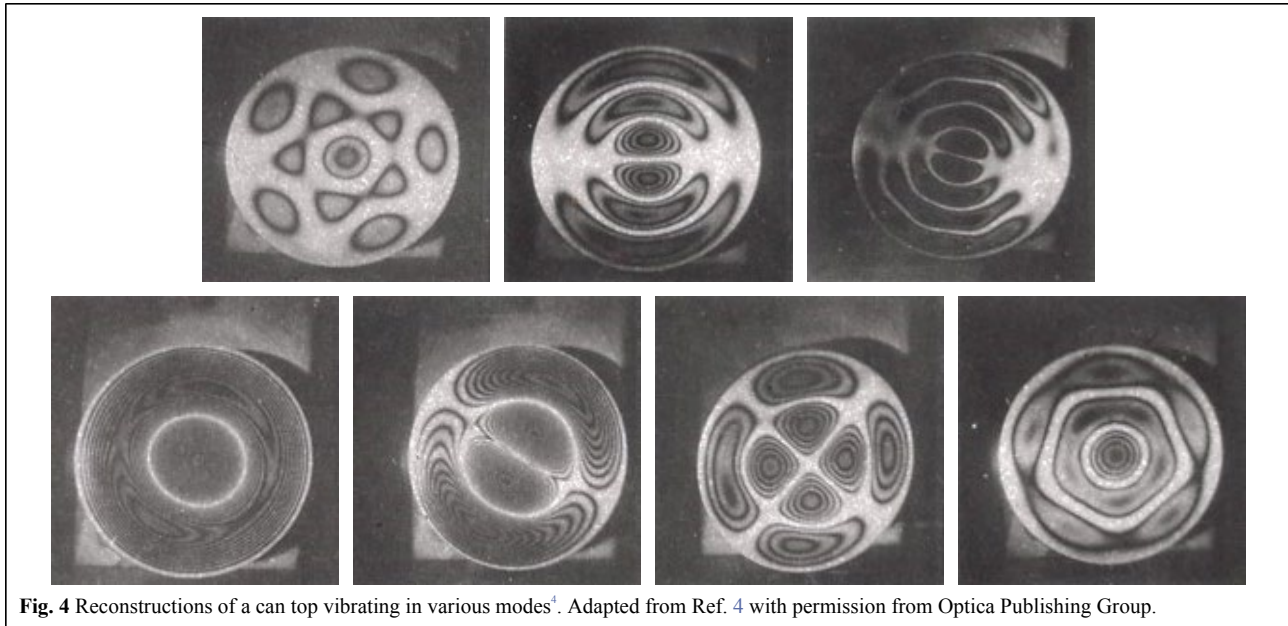 Fig. 4 Reconstructions of a can top vibrating in various modes⁴. Adapted from Ref. 4 with permission from Optica Publishing Group.